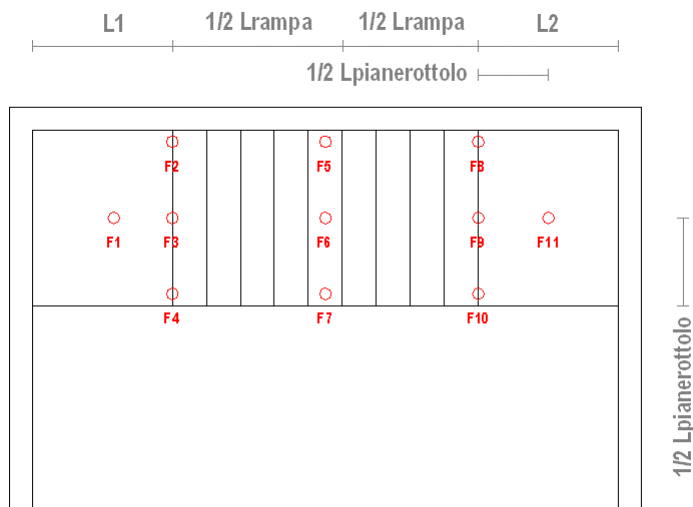 L1 1/2 Lrampa 1/2 Lrampa L2
1/2 Lpianerottolo
F2 F5 F8
F1 F3 F6 F9 F11
F4 F7 F10
1/2 Lpianerottolo